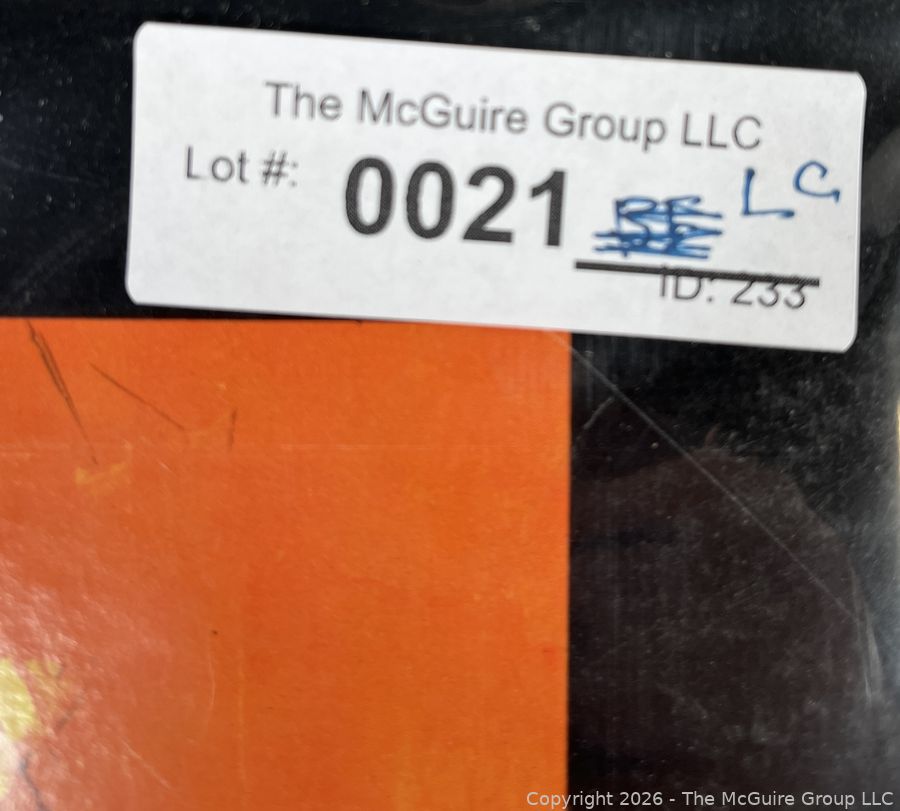 The McGuire Group LLC
Lot #: 0021 LC
ID: 233
Copyright 2026 - The McGuire Group LLC